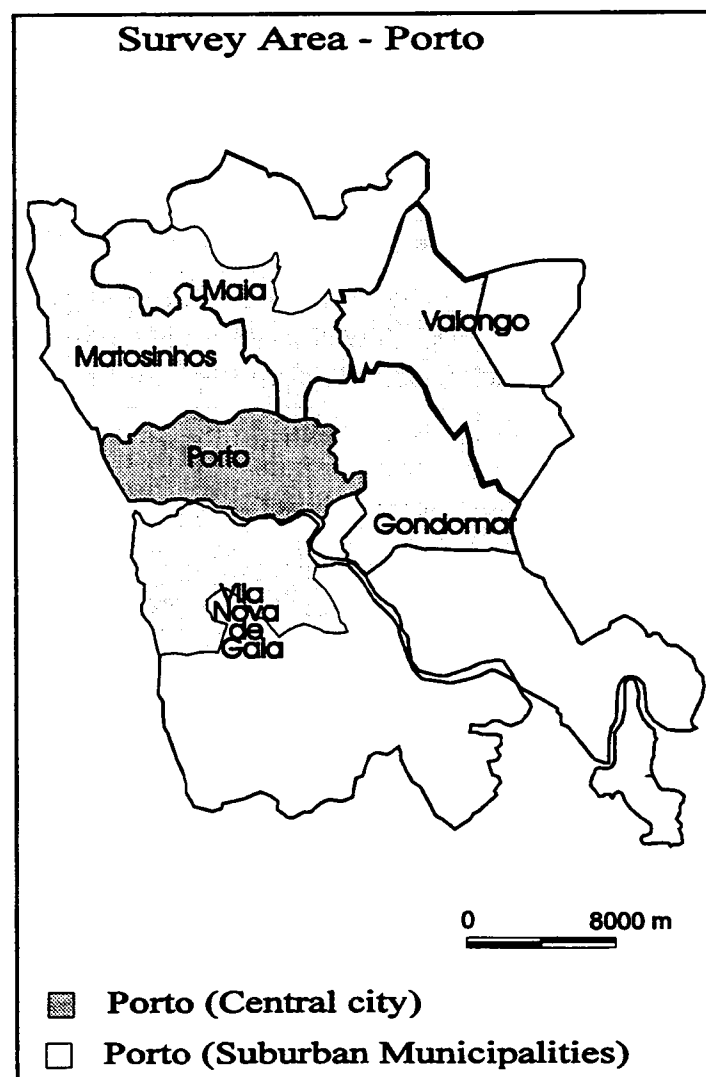 Survey Area - Porto
Maia
Valongo
Matosinhos
Porto
Gondomar
Vila
Nova
de
Gaia
0 8000 m
Porto (Central city)
Porto (Suburban Municipalities)